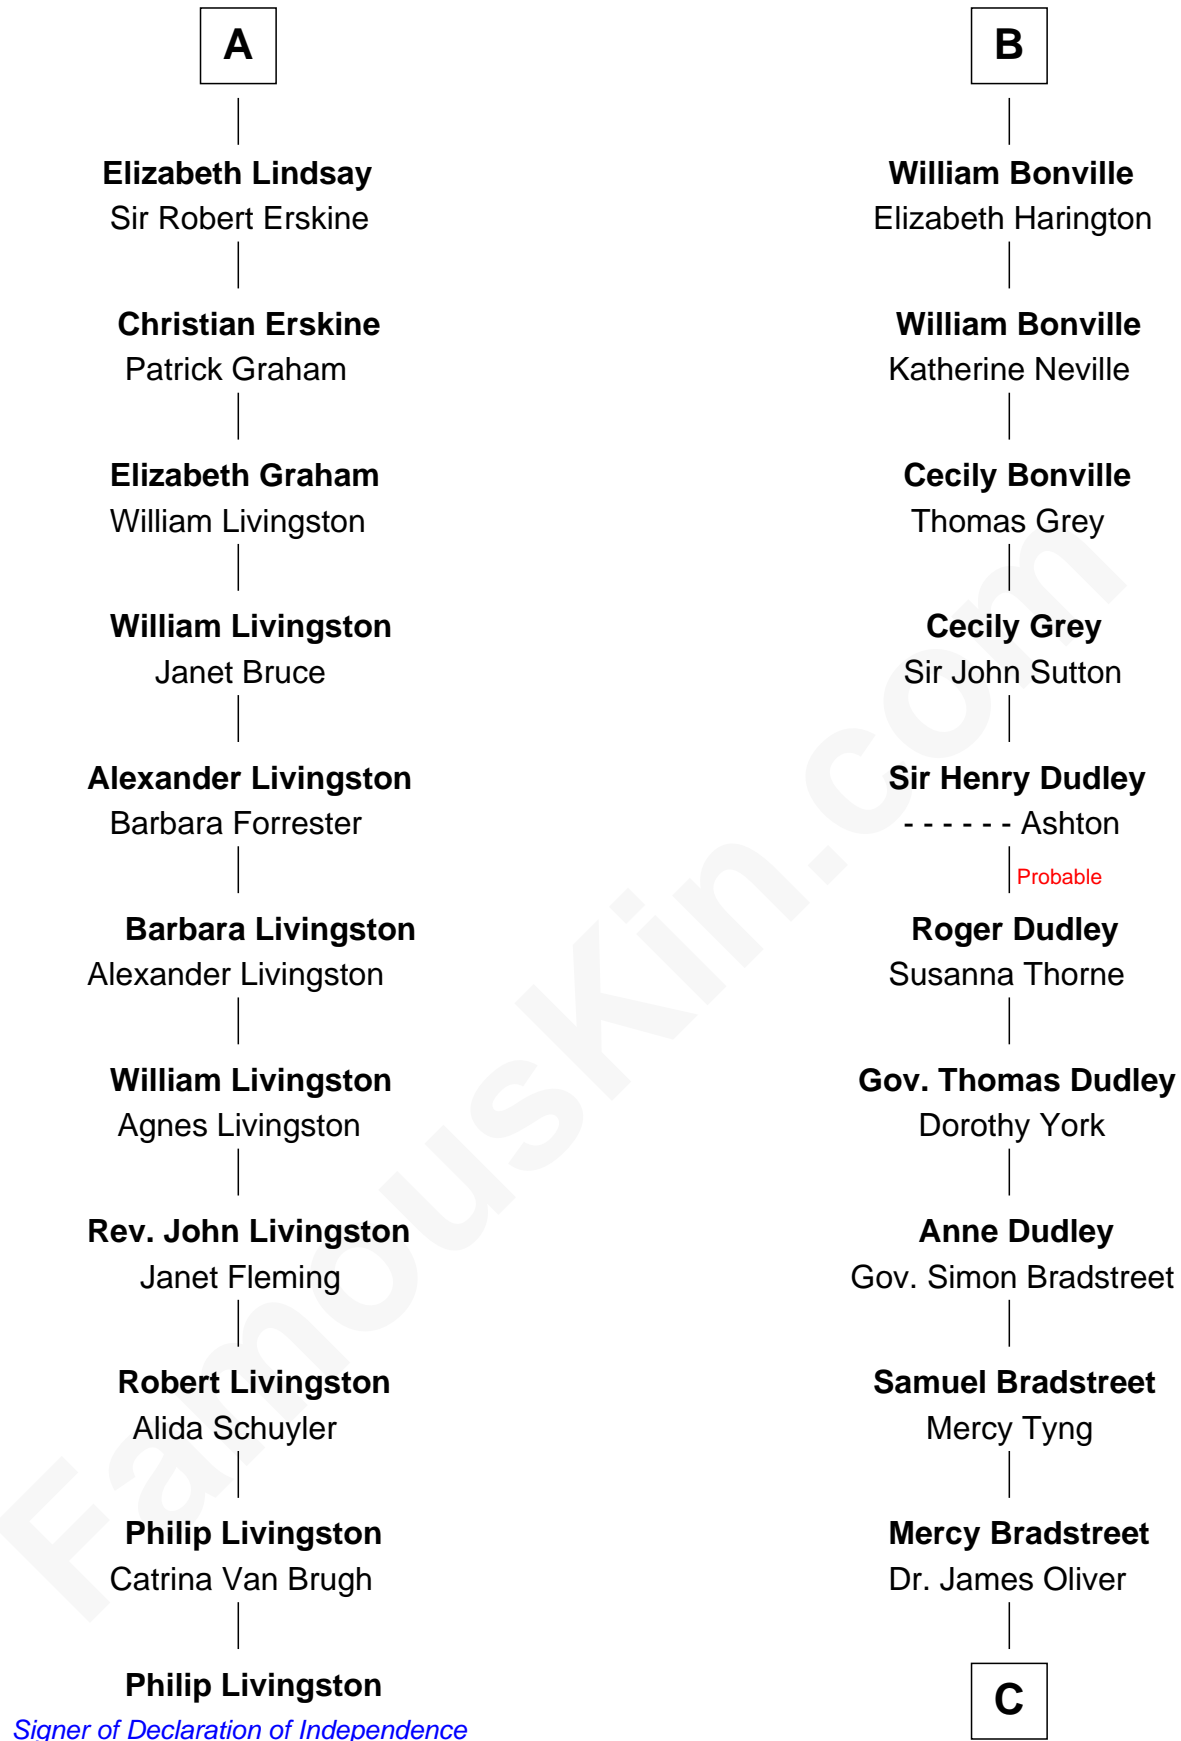 A
Elizabeth Lindsay
Sir Robert Erskine
Christian Erskine
Patrick Graham
Elizabeth Graham
William Livingston
William Livingston
Janet Bruce
Alexander Livingston
Barbara Forrester
Barbara Livingston
Alexander Livingston
William Livingston
Agnes Livingston
Rev. John Livingston
Janet Fleming
Robert Livingston
Alida Schuyler
Philip Livingston
Catrina Van Brugh
Philip Livingston
Signer of Declaration of Independence
B
William Bonville
Elizabeth Harington
William Bonville
Katherine Neville
Cecily Bonville
Thomas Grey
Cecily Grey
Sir John Sutton
Sir Henry Dudley
- - - - - - Ashton
Probable
Roger Dudley
Susanna Thorne
Gov. Thomas Dudley
Dorothy York
Anne Dudley
Gov. Simon Bradstreet
Samuel Bradstreet
Mercy Tyng
Mercy Bradstreet
Dr. James Oliver
C
FamousKin.com